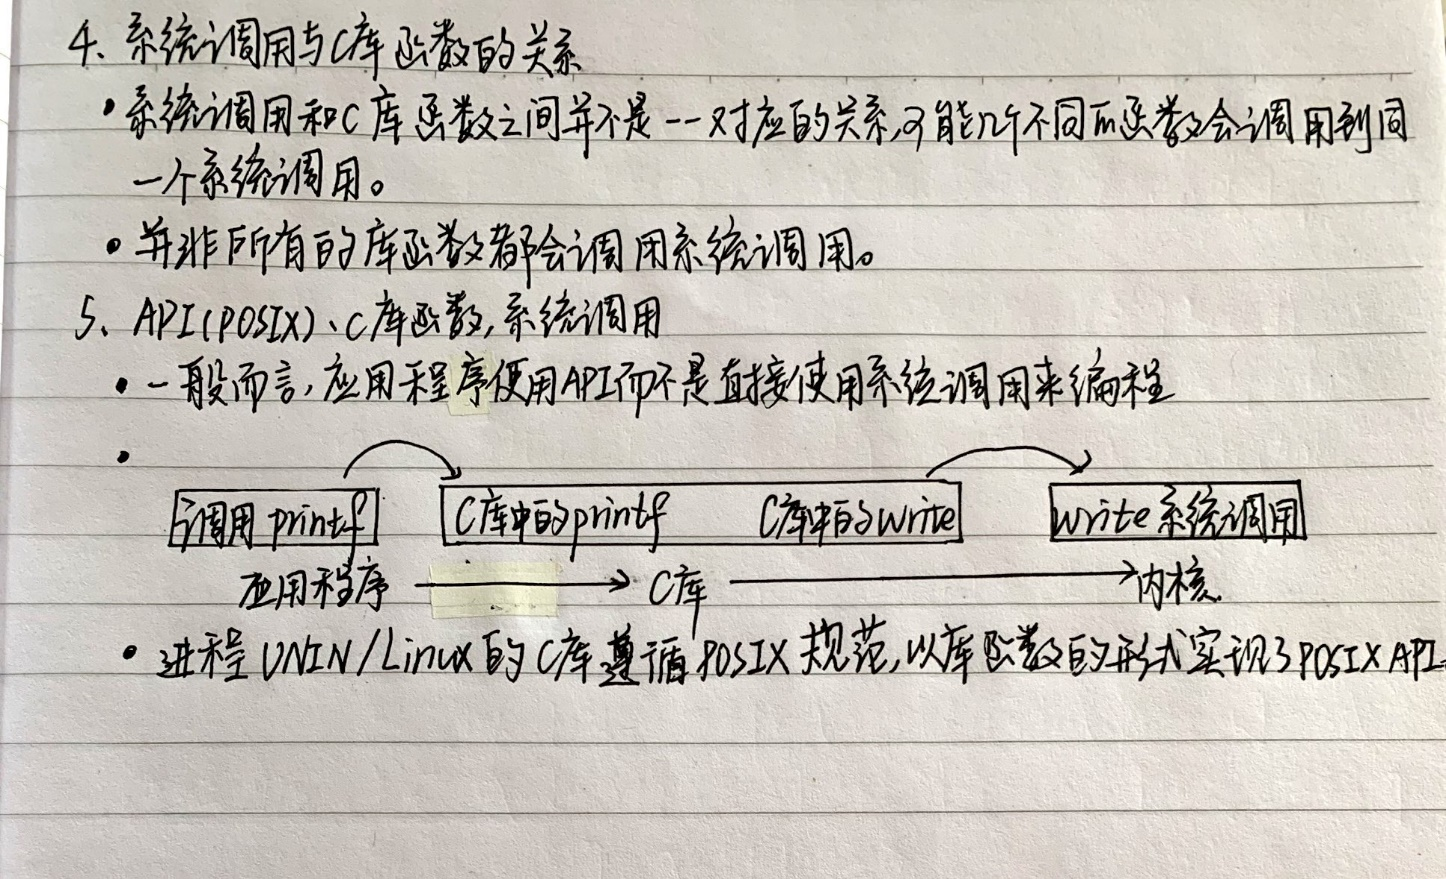 4、系统调用与C库函数的关系
•系统调用和C库函数之间并不是一一对应的关系,可能几个不同的函数会调用到同
一个系统调用。
•并非所有的库函数都会调用系统调用。
5、API(POSIX)、C库函数,系统调用
•一般而言,应用程序使用API而不是直接使用系统调用来编程
•
调用printf C库中的printf C库中的write write系统调用
应用程序 → C库 → 内核
•进程UNIN/Linux的C库遵循POSIX规范,以库函数的形式实现了POSIX API